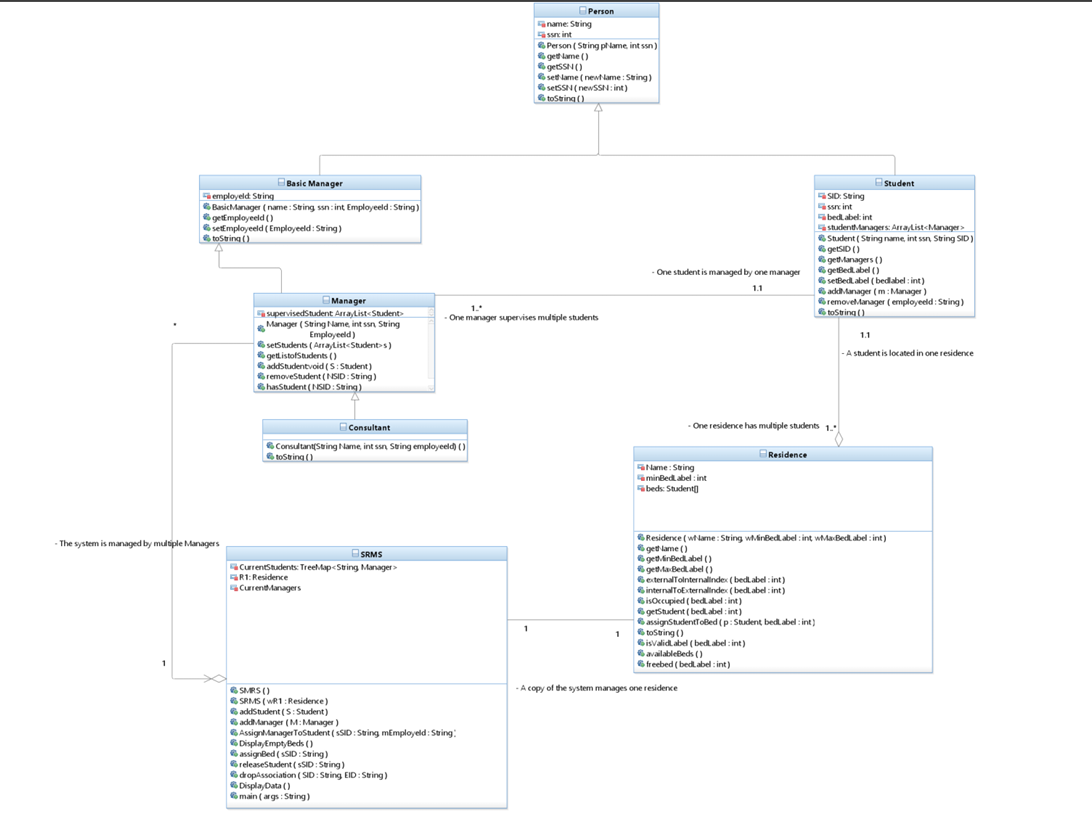 Person
name: String
ssn: int
Person ( String pName, int ssn )
getName ( )
getSSN ( )
setName ( newName : String )
setSSN ( newSSN : int )
toString ( )
Basic Manager
employeId: String
BasicManager ( name : String, ssn : int, EmployeeId : String )
getEmployeeId ( )
setEmployeeId ( EmployeeId : String )
toString ( )
Student
SID: String
ssn: int
bedLabel: int
studentManagers: ArrayList<Manager>
Student ( String name, int ssn, String SID )
getSID ( )
getManagers ( )
getBedLabel ( )
setBedLabel ( bedlabel : int )
addManager ( m : Manager )
removeManager ( employeeId : String )
toString ( )
- One student is managed by one manager
1.1
1..*
- One manager supervises multiple students
Manager
supervisedStudent: ArrayList<Student>
Manager ( String Name, int ssn, String
EmployeeId )
setStudents ( ArrayList<Student>s )
getListofStudents ( )
addStudent:void ( S : Student )
removeStudent ( NSID : String )
hasStudent ( NSID : String )
*
1.1
- A student is located in one residence
Consultant
Consultant(String Name, int ssn, String employeeId) ( )
toString ( )
- One residence has multiple students
1..*
Residence
Name : String
minBedLabel : int
beds: Student[]
Residence ( wName : String, wMinBedLabel : int, wMaxBedLabel : int )
getName ( )
getMinBedLabel ( )
getMaxBedLabel ( )
externalToInternalIndex ( bedLabel : int )
internalToExternalIndex ( bedLabel : int )
isOccupied ( bedLabel : int )
getStudent ( bedLabel : int )
assignStudentToBed ( p : Student, bedLabel : int )
toString ( )
isValidLabel ( bedLabel : int )
availableBeds ( )
freebed ( bedLabel : int )
- The system is managed by multiple Managers
SRMS
CurrentStudents: TreeMap<String, Manager>
R1: Residence
CurrentManagers
1
1
1
- A copy of the system manages one residence
SMRS ( )
SRMS ( wR1 : Residence )
addStudent ( S : Student )
addManager ( M : Manager )
AssignManagerToStudent ( sSID : String, mEmployeId : String )
DisplayEmptyBeds ( )
assignBed ( sSID : String )
releaseStudent ( sSID : String )
dropAssociation ( SID : String, EID : String )
DisplayData ( )
main ( args : String )